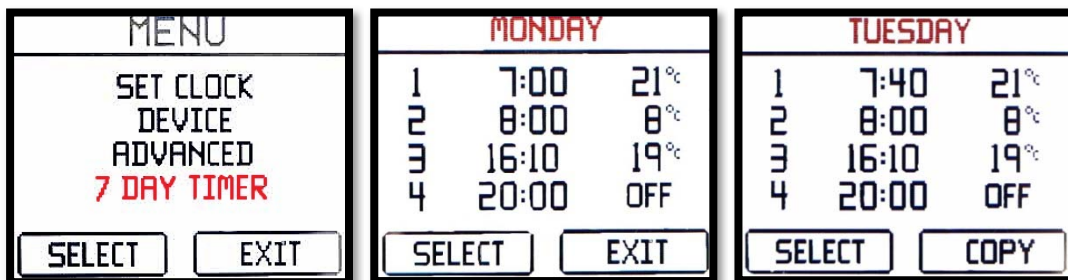 MENU
SET CLOCK
DEVICE
ADVANCED
7 DAY TIMER
SELECT EXIT
MONDAY
1 7:00 21°c
2 8:00 8°c
3 16:10 19°c
4 20:00 OFF
SELECT EXIT
TUESDAY
1 7:40 21°c
2 8:00 8°c
3 16:10 19°c
4 20:00 OFF
SELECT COPY